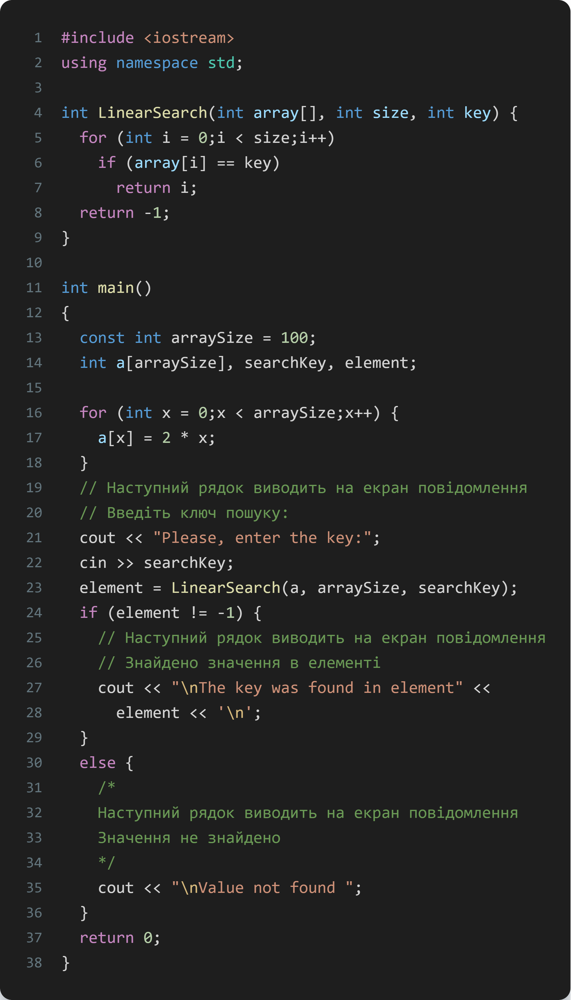 1 #include <iostream>
2 using namespace std;
3
4 int LinearSearch(int array[], int size, int key) {
5   for (int i = 0;i < size;i++)
6     if (array[i] == key)
7       return i;
8   return -1;
9 }
10
11 int main()
12 {
13   const int arraySize = 100;
14   int a[arraySize], searchKey, element;
15
16   for (int x = 0;x < arraySize;x++) {
17     a[x] = 2 * x;
18   }
19   // Наступний рядок виводить на екран повідомлення
20   // Введіть ключ пошуку:
21   cout << "Please, enter the key:";
22   cin >> searchKey;
23   element = LinearSearch(a, arraySize, searchKey);
24   if (element != -1) {
25     // Наступний рядок виводить на екран повідомлення
26     // Знайдено значення в елементі
27     cout << "\nThe key was found in element" <<
28       element << '\n';
29   }
30   else {
31     /*
32     Наступний рядок виводить на екран повідомлення
33     Значення не знайдено
34     */
35     cout << "\nValue not found ";
36   }
37   return 0;
38 }